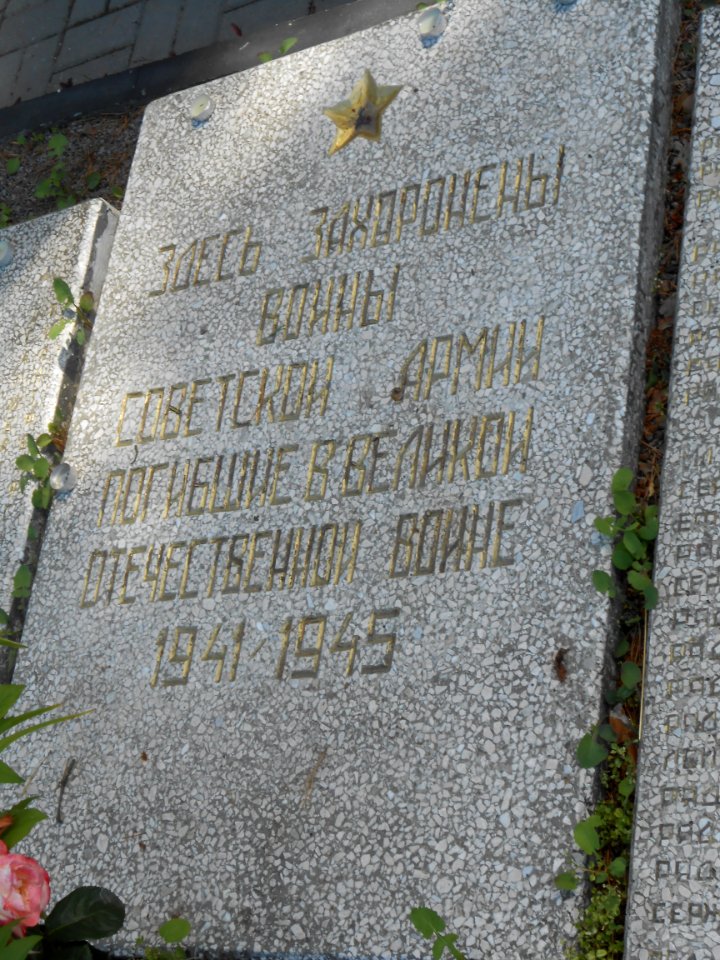 ЗДЕСЬ ЗАХОРОНЕНЫ
ВОИНЫ
СОВЕТСКОЙ АРМИИ
ПОГИБШИЕ В ВЕЛИКОЙ
ОТЕЧЕСТВЕННОЙ ВОЙНЕ
1941-1945